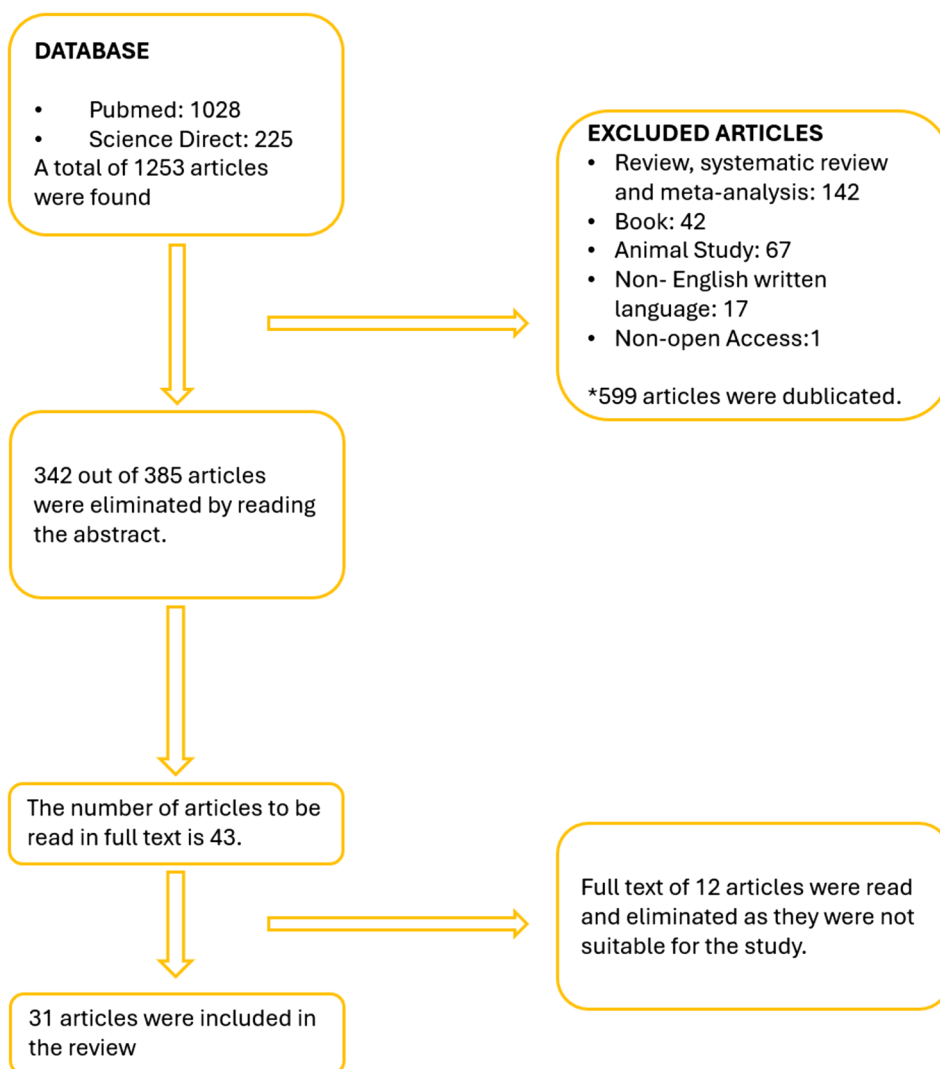 DATABASE
• Pubmed: 1028
• Science Direct: 225
A total of 1253 articles
were found
EXCLUDED ARTICLES
• Review, systematic review
and meta-analysis: 142
• Book: 42
• Animal Study: 67
• Non- English written
language: 17
• Non-open Access:1
*599 articles were dublicated.
342 out of 385 articles
were eliminated by reading
the abstract.
The number of articles to be
read in full text is 43.
Full text of 12 articles were read
and eliminated as they were not
suitable for the study.
31 articles were included in
the review